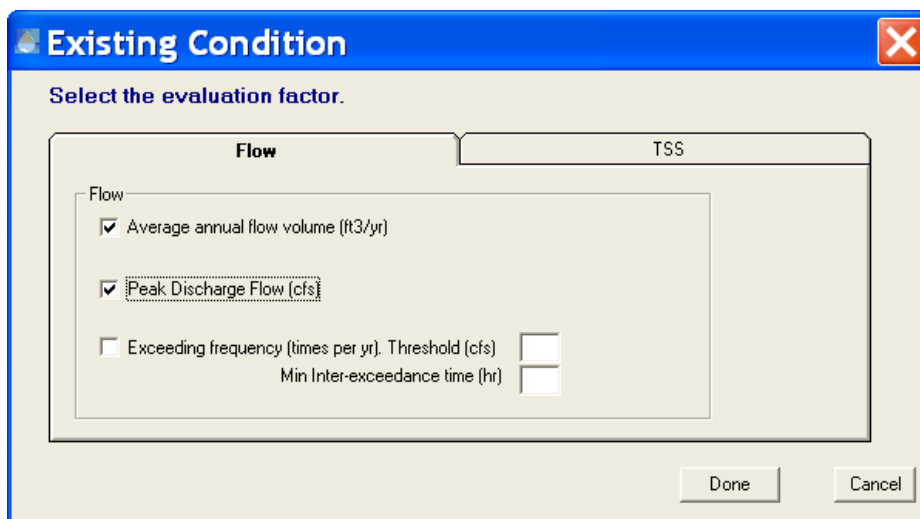 Existing Condition
Select the evaluation factor.
Flow
TSS
Flow
Average annual flow volume (ft3/yr)
Peak Discharge Flow (cfs)
Exceeding frequency (times per yr). Threshold (cfs)
Min Inter-exceedance time (hr)
Done
Cancel